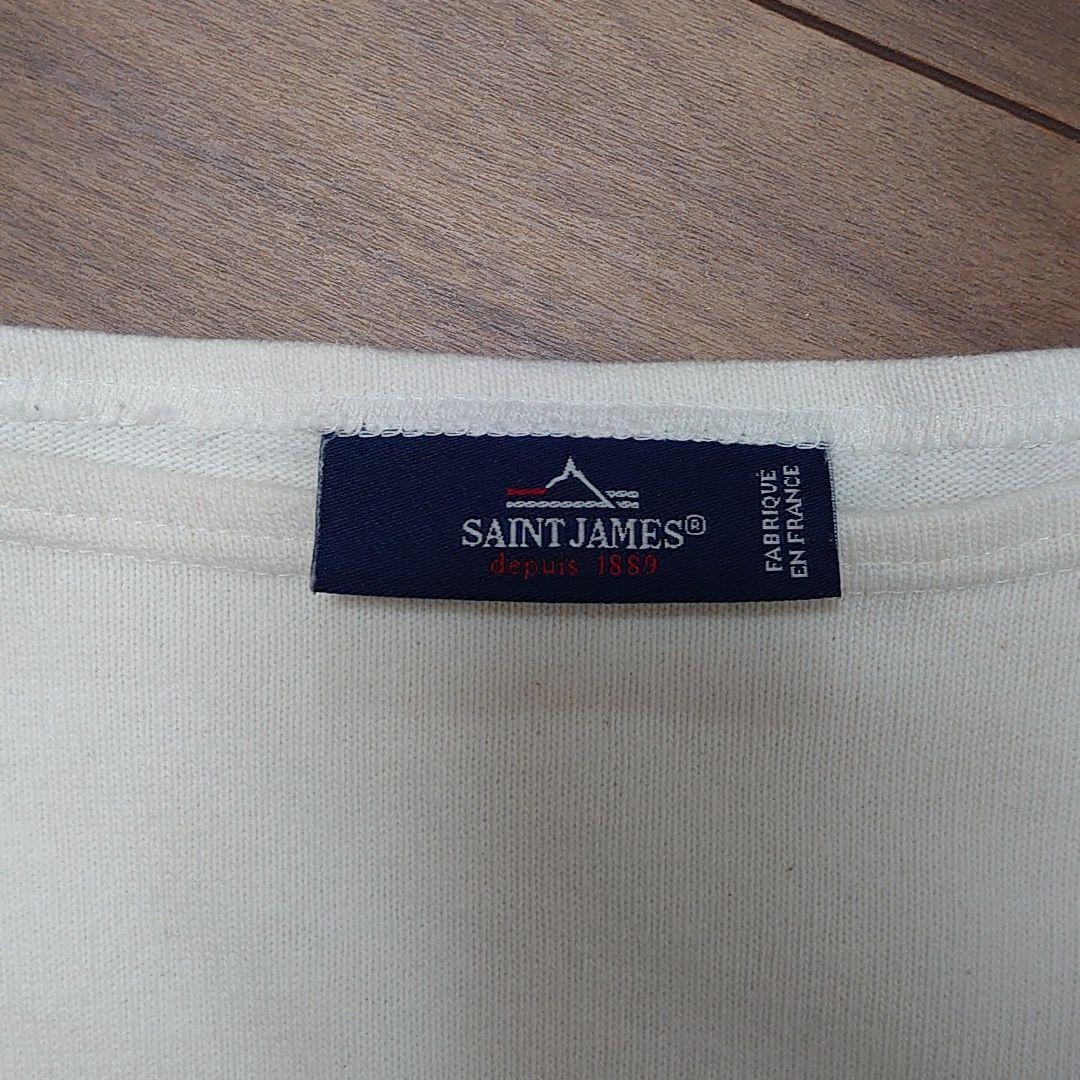 SAINT JAMES®
depuis 1889
FABRIQUÉ
EN FRANCE